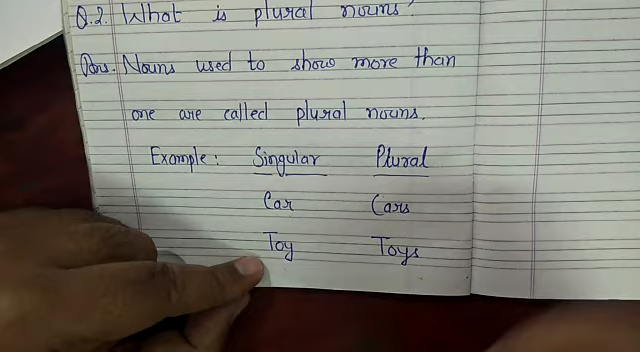 Q.2. What is plural nouns?
Ans. Nouns used to show more than
one are called plural nouns.
Example: Singular Plural
Car Cars
Toy Toys